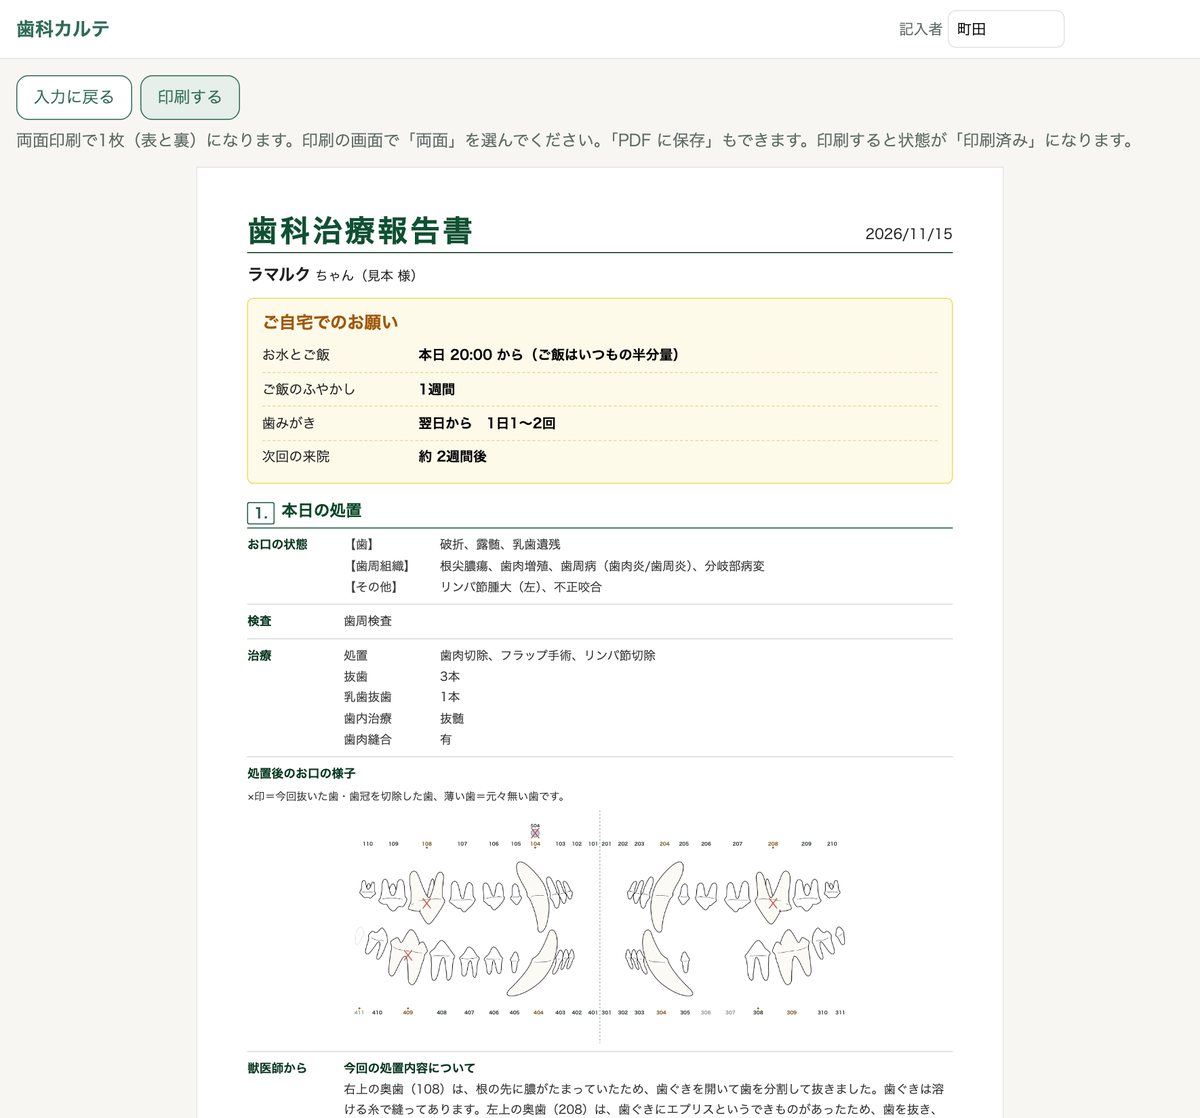 歯科カルテ
記入者 町田
入力に戻る 印刷する
両面印刷で1枚（表と裏）になります。印刷の画面で「両面」を選んでください。「PDF に保存」もできます。印刷すると状態が「印刷済み」になります。
歯科治療報告書 2026/11/15
ラマルク ちゃん（見本 様）
ご自宅でのお願い
お水とご飯 本日 20:00 から（ご飯はいつもの半分量）
ご飯のふやかし 1週間
歯みがき 翌日から 1日1〜2回
次回の来院 約 2週間後
1. 本日の処置
お口の状態 【歯】 破折、露髄、乳歯遺残
【歯周組織】 根尖膿瘍、歯肉増殖、歯周病（歯肉炎/歯周炎）、分岐部病変
【その他】 リンパ節腫大（左）、不正咬合
検査 歯周検査
治療 処置 歯肉切除、フラップ手術、リンパ節切除
抜歯 3本
乳歯抜歯 1本
歯内治療 抜髄
歯肉縫合 有
処置後のお口の様子
×印＝今回抜いた歯・歯冠を切除した歯、薄い歯＝元々無い歯です。
504
110 109 108 107 106 105 104 103 102 101 201 202 203 204 205 206 207 208 209 210
411 410 409 408 407 406 405 404 403 402 401 301 302 303 304 305 306 307 308 309 310 311
獣医師から 今回の処置内容について
右上の奥歯（108）は、根の先に膿がたまっていたため、歯ぐきを開いて歯を分割して抜きました。歯ぐきは溶
ける糸で縫ってあります。左上の奥歯（208）は、歯ぐきにエプリスというできものがあったため、歯を抜き、